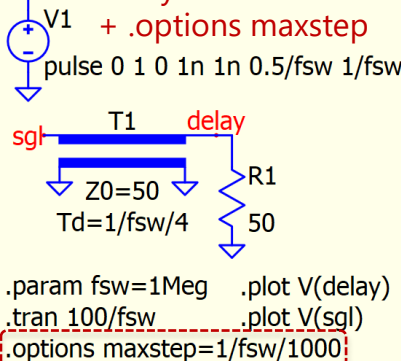 V1
+ .options maxstep
pulse 0 1 0 1n 1n 0.5/fsw 1/fsw
T1
sgl
delay
Z0=50
Td=1/fsw/4
R1
50
.param fsw=1Meg .plot V(delay)
.tran 100/fsw .plot V(sgl)
.options maxstep=1/fsw/1000